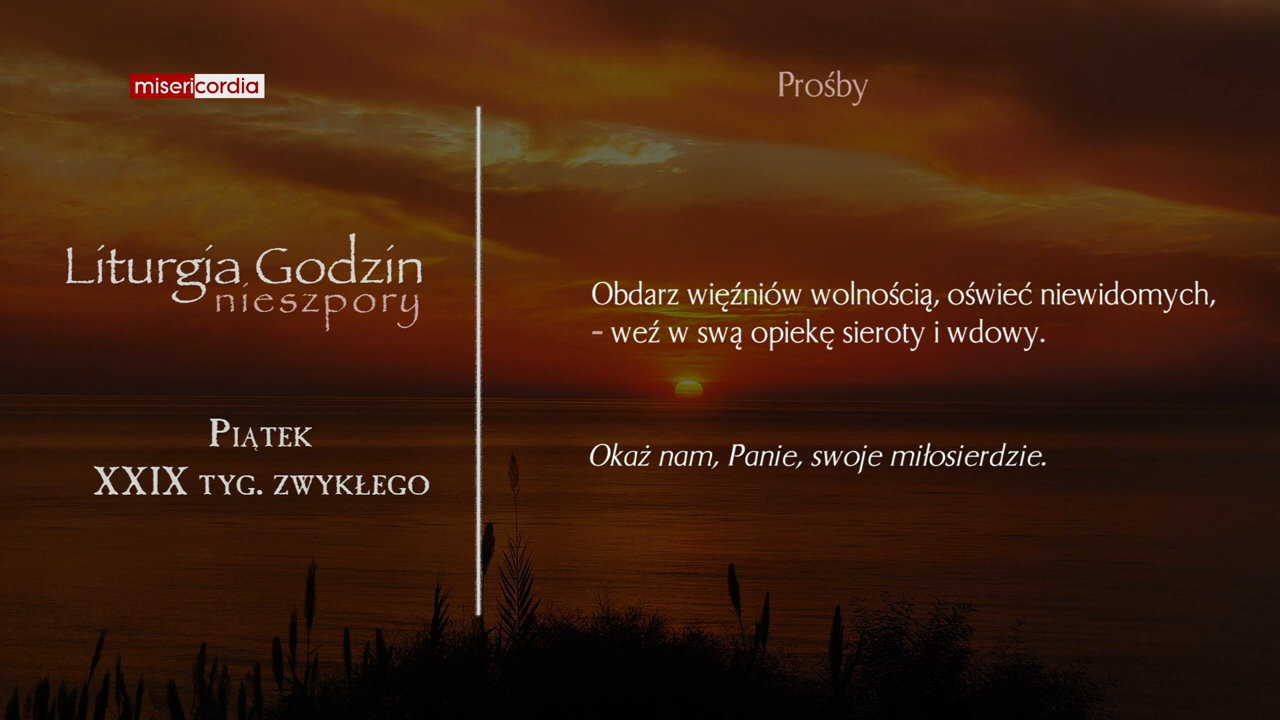 misericordia
Prośby
Liturgia Godzin
nieszpory
Obdarz więźniów wolnością, oświeć niewidomych,
– weź w swą opiekę sieroty i wdowy.
Piątek
XXIX tyg. zwykłego
Okaż nam, Panie, swoje miłosierdzie.